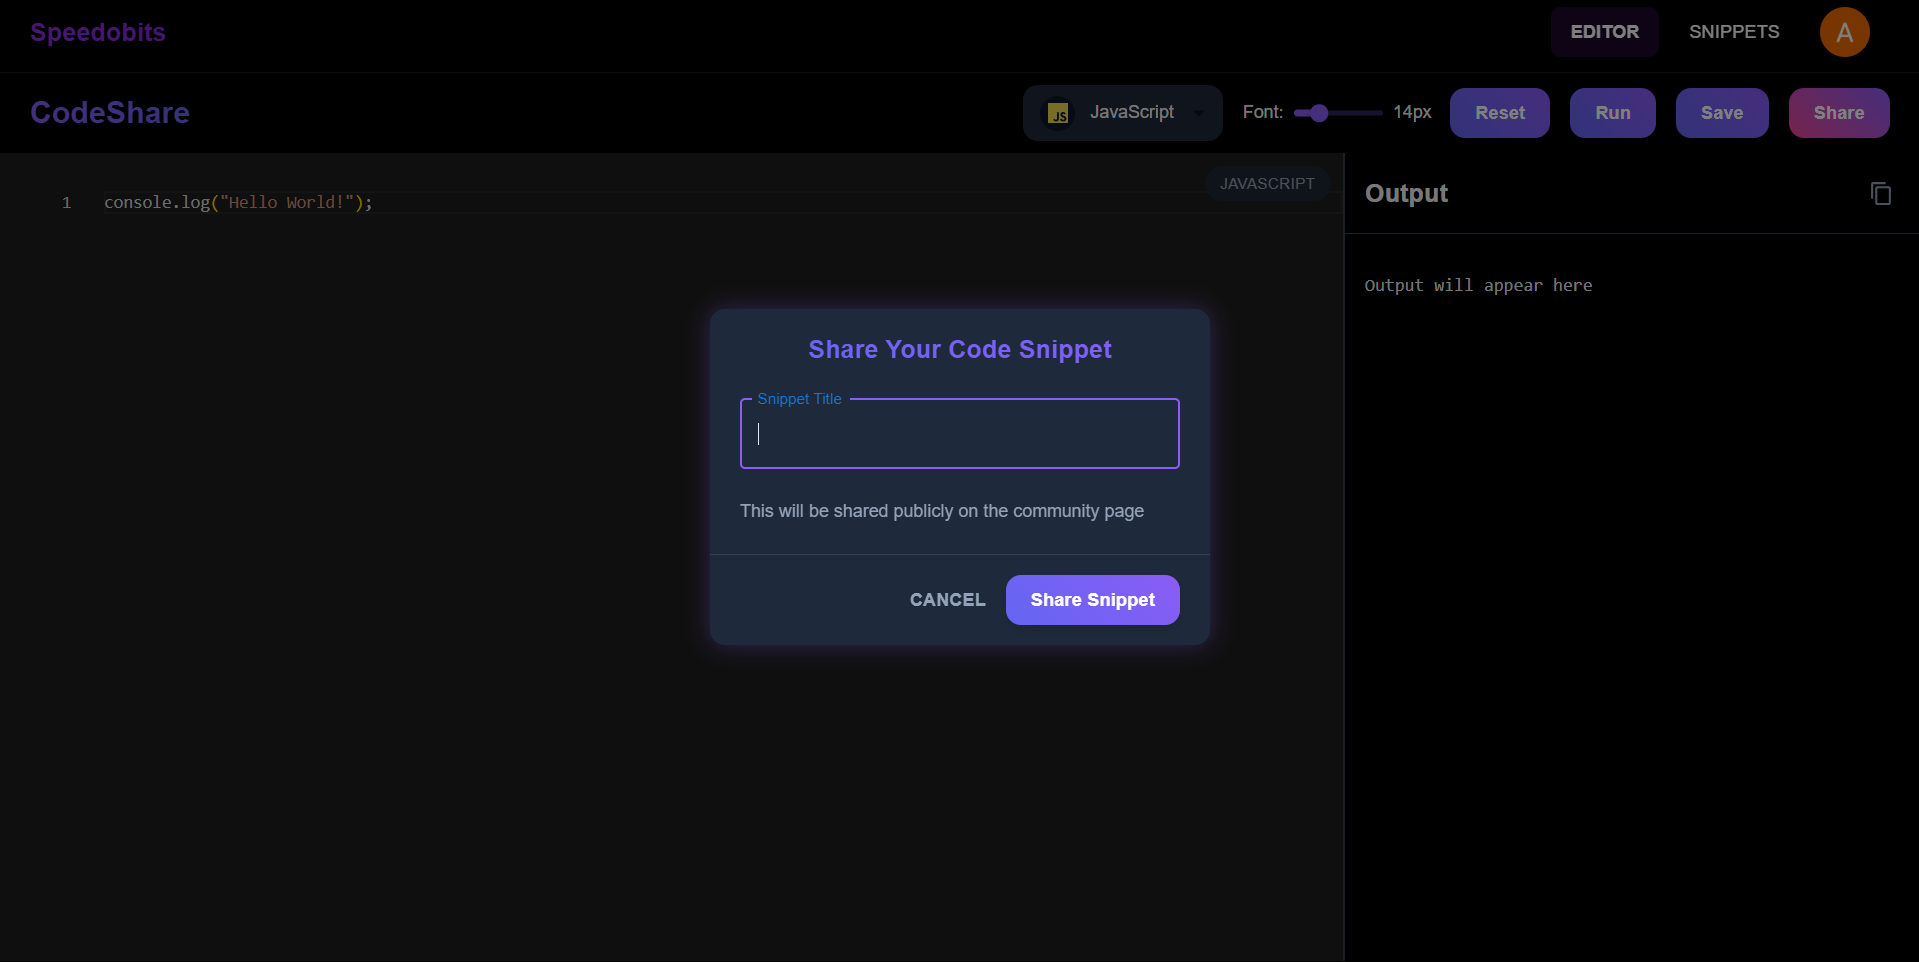 Speedobits
EDITOR
SNIPPETS
A
CodeShare
JS
JavaScript
Font:
14px
Reset
Run
Save
Share
JAVASCRIPT
1 console.log("Hello World!");
Output
Output will appear here
Share Your Code Snippet
Snippet Title
This will be shared publicly on the community page
CANCEL
Share Snippet